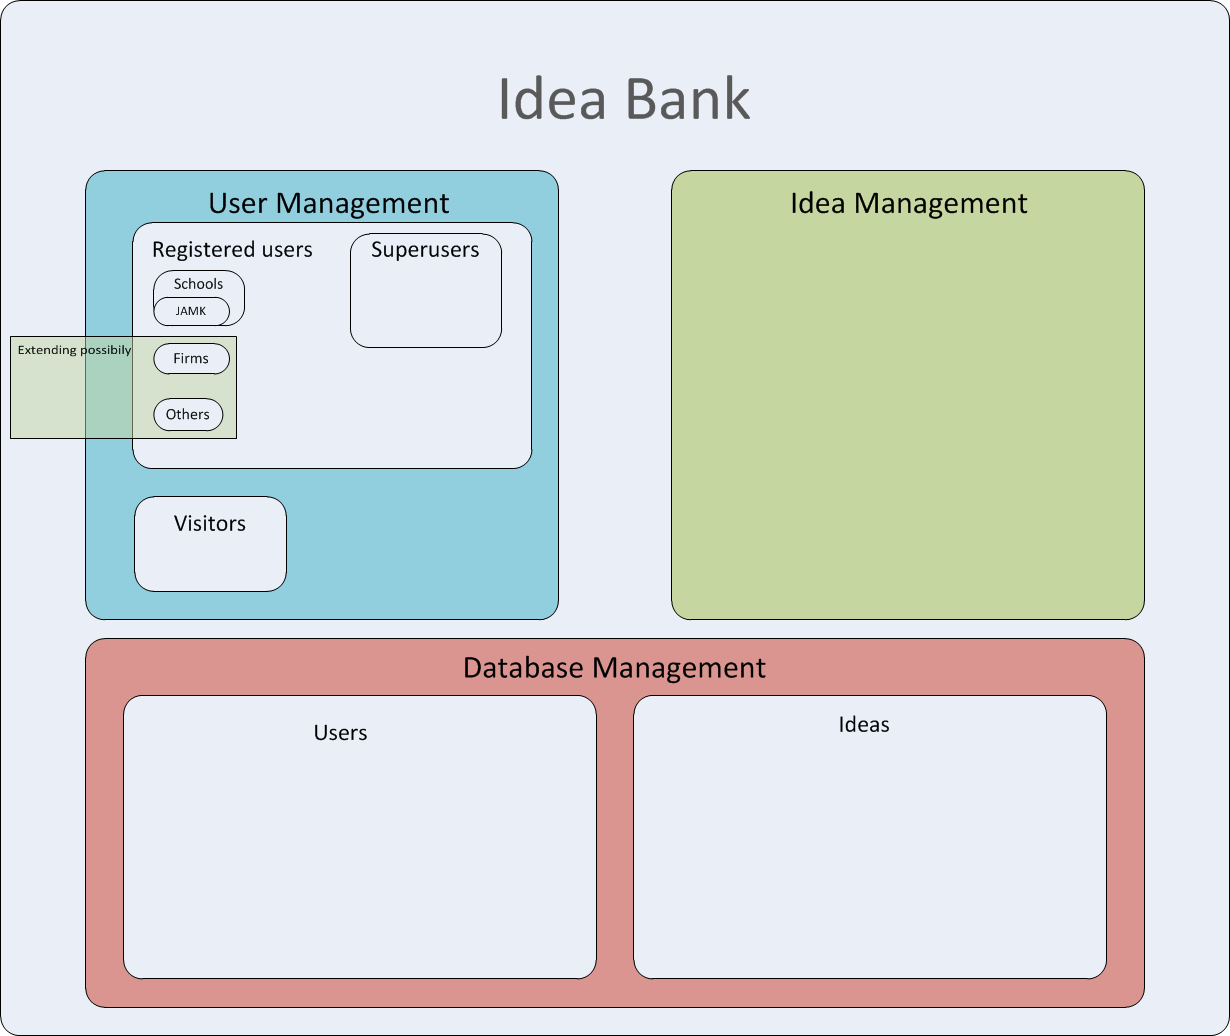 Idea Bank
User Management
Idea Management
Registered users
Superusers
Schools
JAMK
Extending possibily
Firms
Others
Visitors
Database Management
Users
Ideas